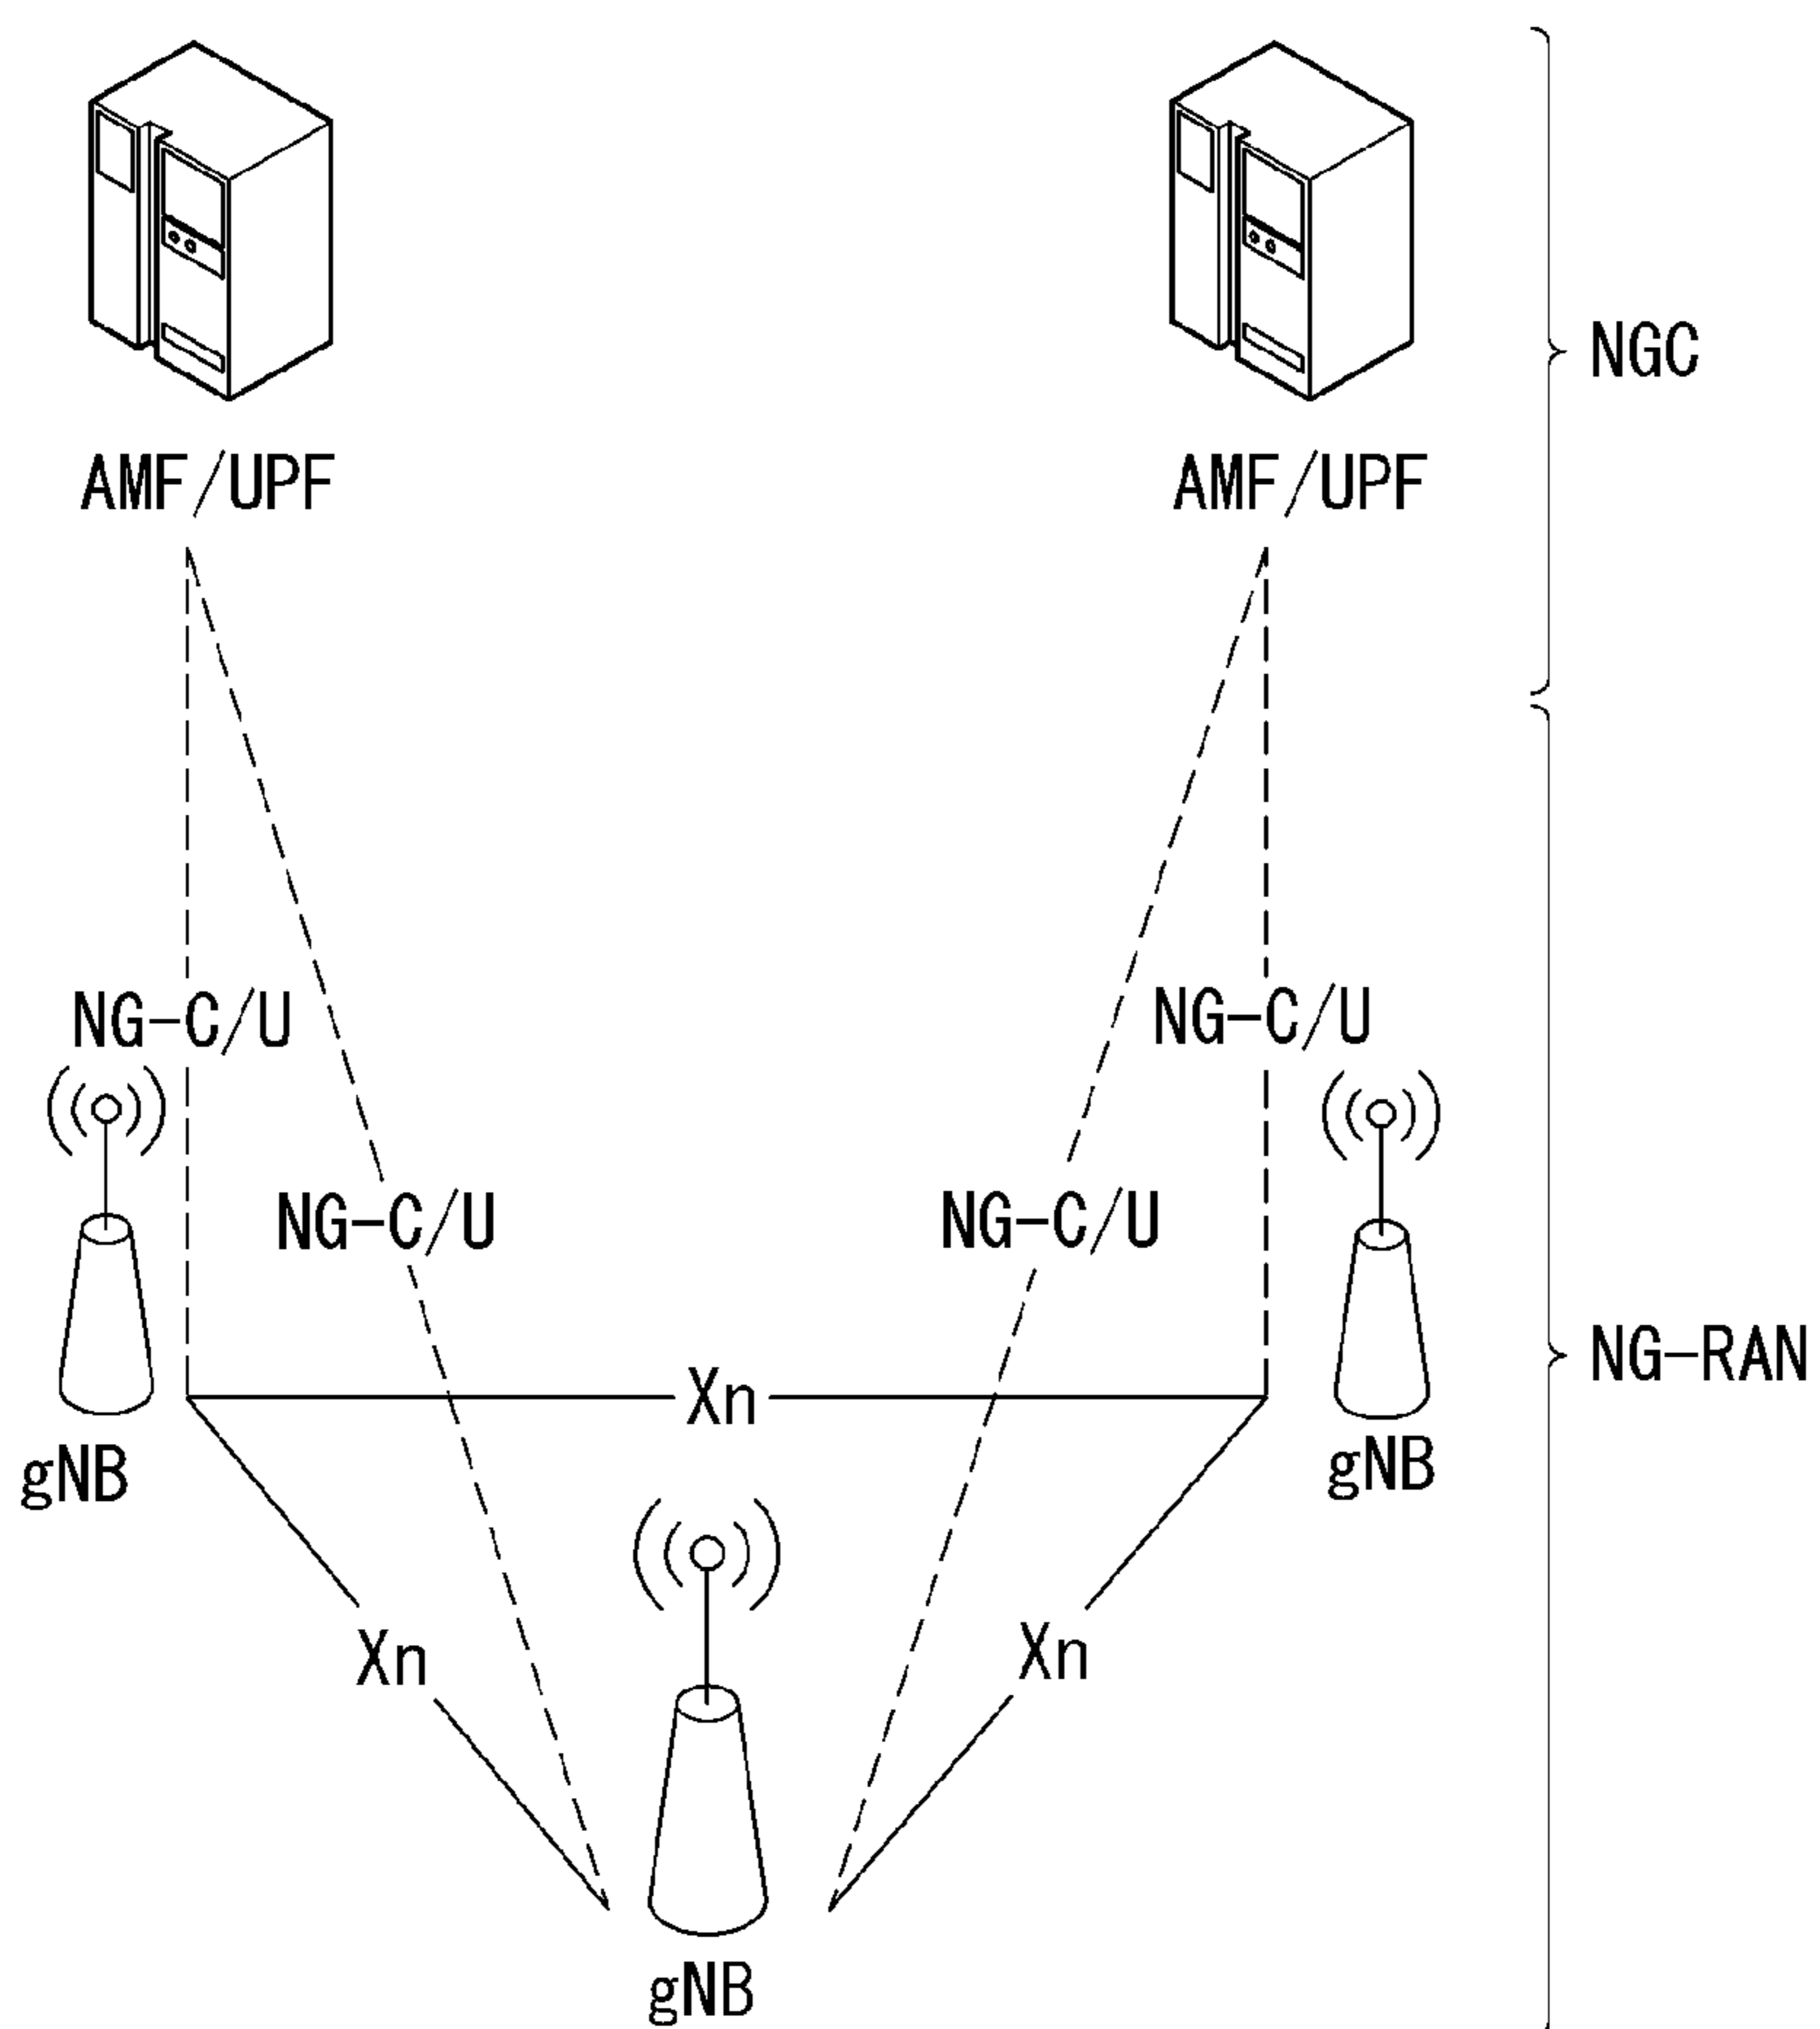 NGC
AMF/UPF
AMF/UPF
NG-C/U
NG-C/U
NG-C/U
NG-C/U
NG-RAN
Xn
gNB
gNB
Xn
Xn
gNB